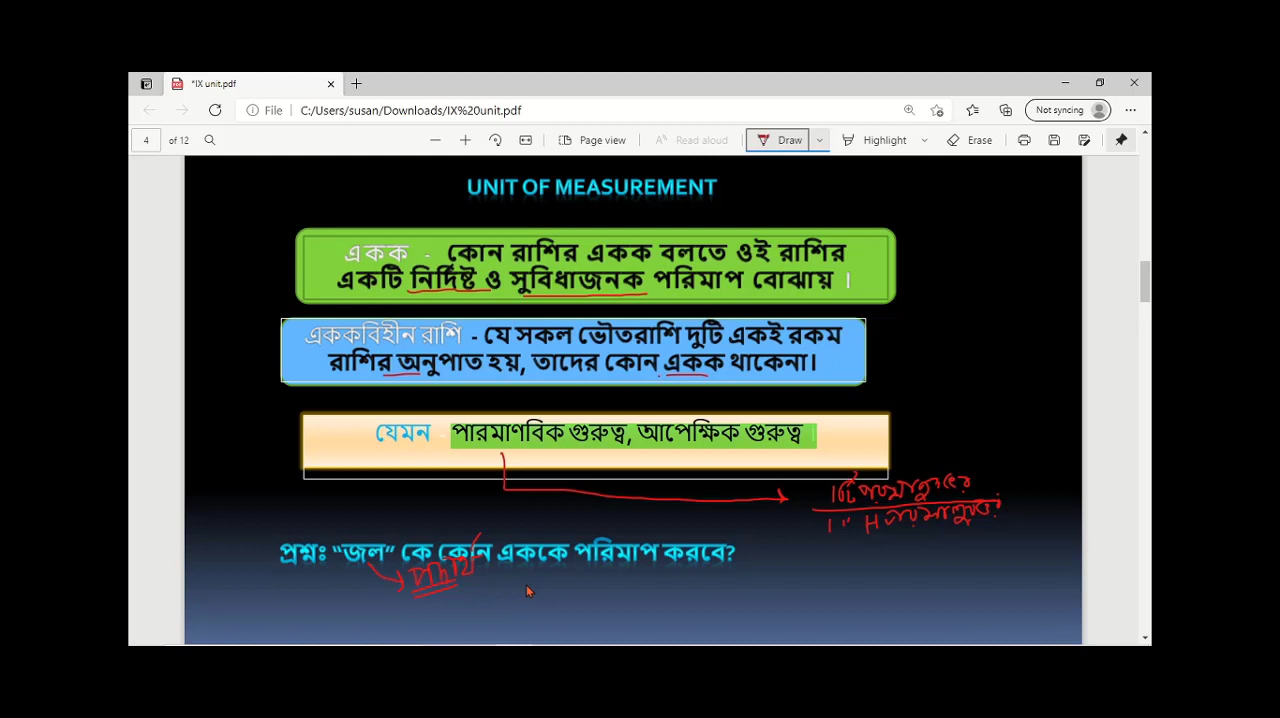 *IX unit.pdf
File C:/Users/susan/Downloads/IX%20unit.pdf Not syncing
4 of 12 Page view Read aloud Draw Highlight Erase
UNIT OF MEASUREMENT
একক - কোন রাশির একক বলতে ওই রাশির
একটি নির্দিষ্ট ও সুবিধাজনক পরিমাপ বোঝায় ।
এককবিহীন রাশি - যে সকল ভৌতরাশি দুটি একই রকম
রাশির অনুপাত হয়, তাদের কোন একক থাকেনা।
যেমন - পারমাণবিক গুরুত্ব, আপেক্ষিক গুরুত্ব ।
প্রশ্নঃ “জল” কে কোন এককে পরিমাপ করবে?
পদার্থ